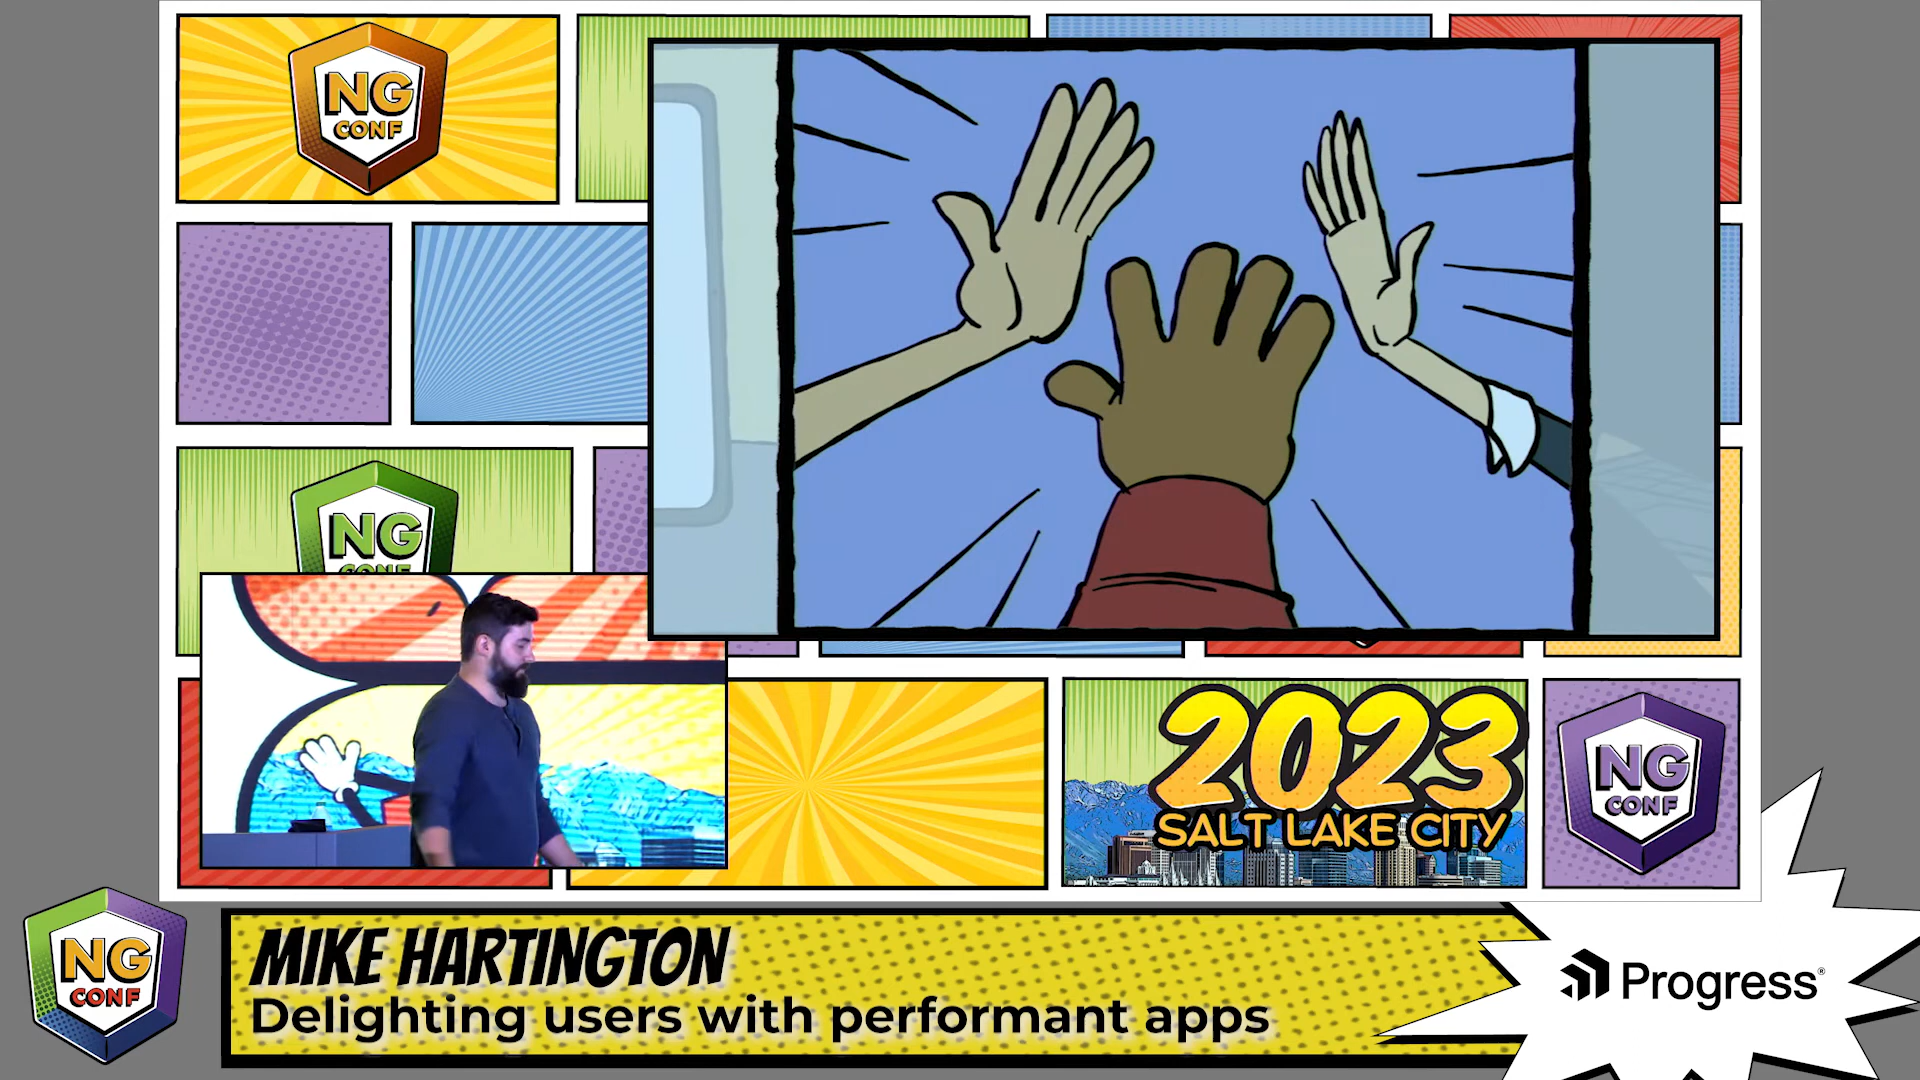 NG
CONF
NG
CONF
2023
SALT LAKE CITY
NG
CONF
NG
CONF
MIKE HARTINGTON
Delighting users with performant apps
Progress®